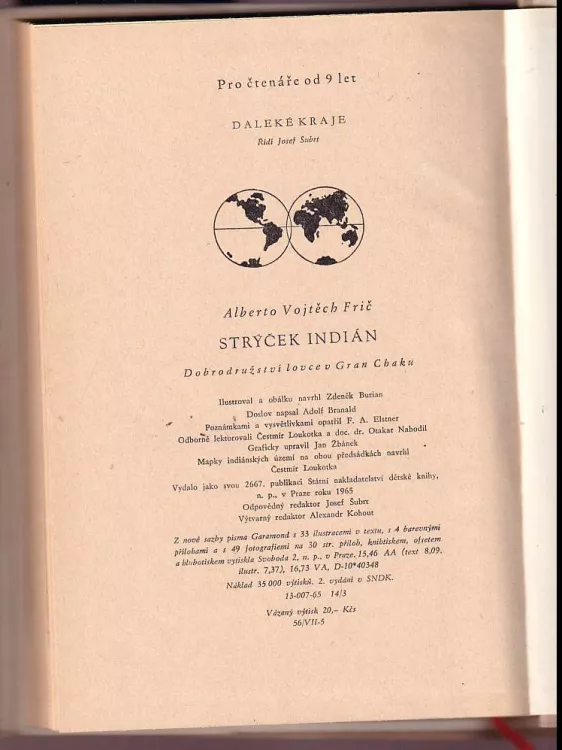 Pro čtenáře od 9 let
DALEKÉ KRAJE
Řídí Josef Šubrt
Alberto Vojtěch Frič
STRÝČEK INDIÁN
Dobrodružství lovce v Gran Chaku
Ilustroval a obálku navrhl Zdeněk Burian
Doslov napsal Adolf Branald
Poznámkami a vysvětlivkami opatřil F. A. Elstner
Odborně lektorovali Čestmír Loukotka a doc. dr. Otakar Nahodil
Graficky upravil Jan Žbánek
Mapky indiánských území na obou předsádkách navrhl
Čestmír Loukotka
Vydalo jako svou 2667. publikaci Státní nakladatelství dětské knihy,
n. p., v Praze roku 1965
Odpovědný redaktor Josef Šubrt
Výtvarný redaktor Alexandr Kohout
Z nové sazby písma Garamond s 33 ilustracemi v textu, s 4 barevnými
přílohami a s 49 fotografiemi na 30 str. příloh, knihtiskem, ofsetem
a hlubotiskem vytiskla Svoboda 2, n. p., v Praze. 15,46 AA (text 8,09.
ilustr. 7,37), 16,73 VA, D-10*40348
Náklad 35 000 výtisků. 2. vydání v SNDK.
13-007-65 14/3
Vázaný výtisk 20,– Kčs
56/VII-5